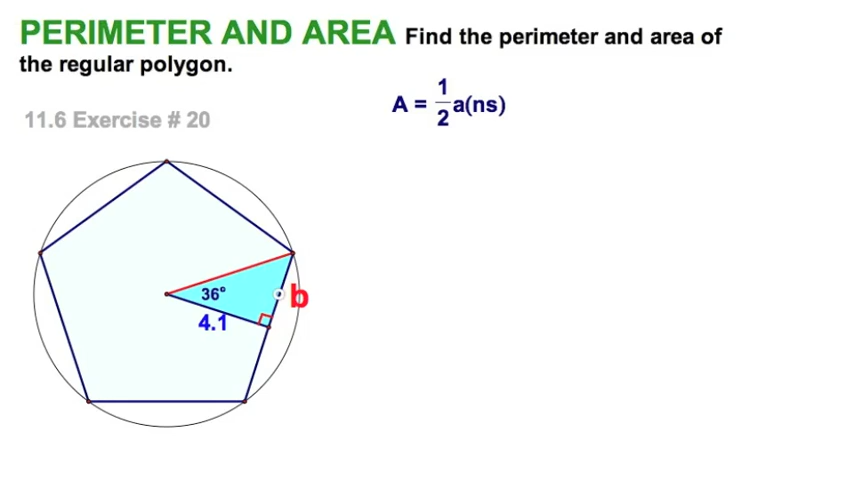 PERIMETER AND AREA Find the perimeter and area of
the regular polygon.
A = 1/2 a(ns)
11.6 Exercise # 20
36°
b
4.1